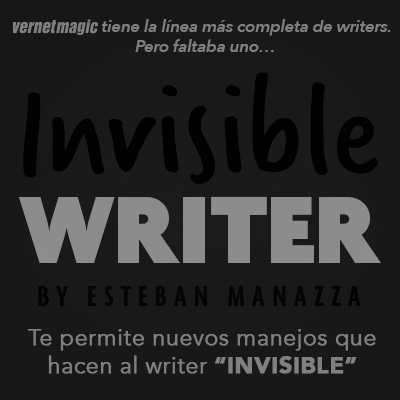 vernetmagic tiene la línea más completa de writers.
Pero faltaba uno...
Invisible
WRITER
BY ESTEBAN MANAZZA
Te permite nuevos manejos que
hacen al writer “INVISIBLE”